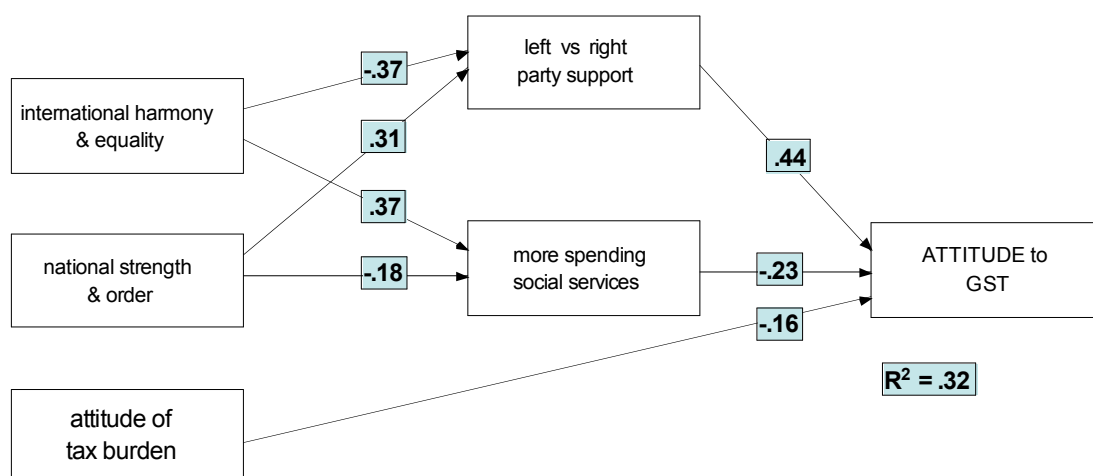 left vs right
party support
-.37
international harmony
& equality
.31
.44
.37
national strength
& order
-.18
more spending
social services
-.23
ATTITUDE to
GST
-.16
R² = .32
attitude of
tax burden